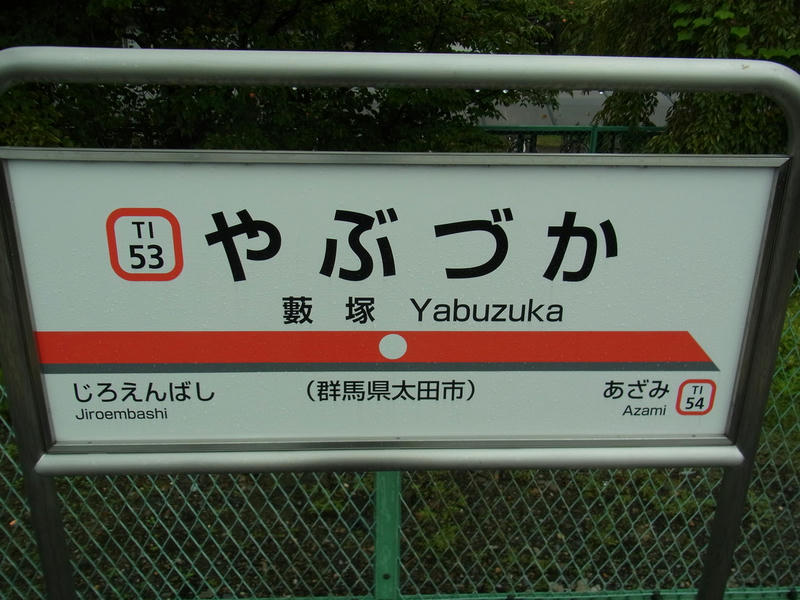 TI
53
やぶづか
藪塚 Yabuzuka
じろえんばし
Jiroembashi
（群馬県太田市）
あざみ
Azami
TI
54